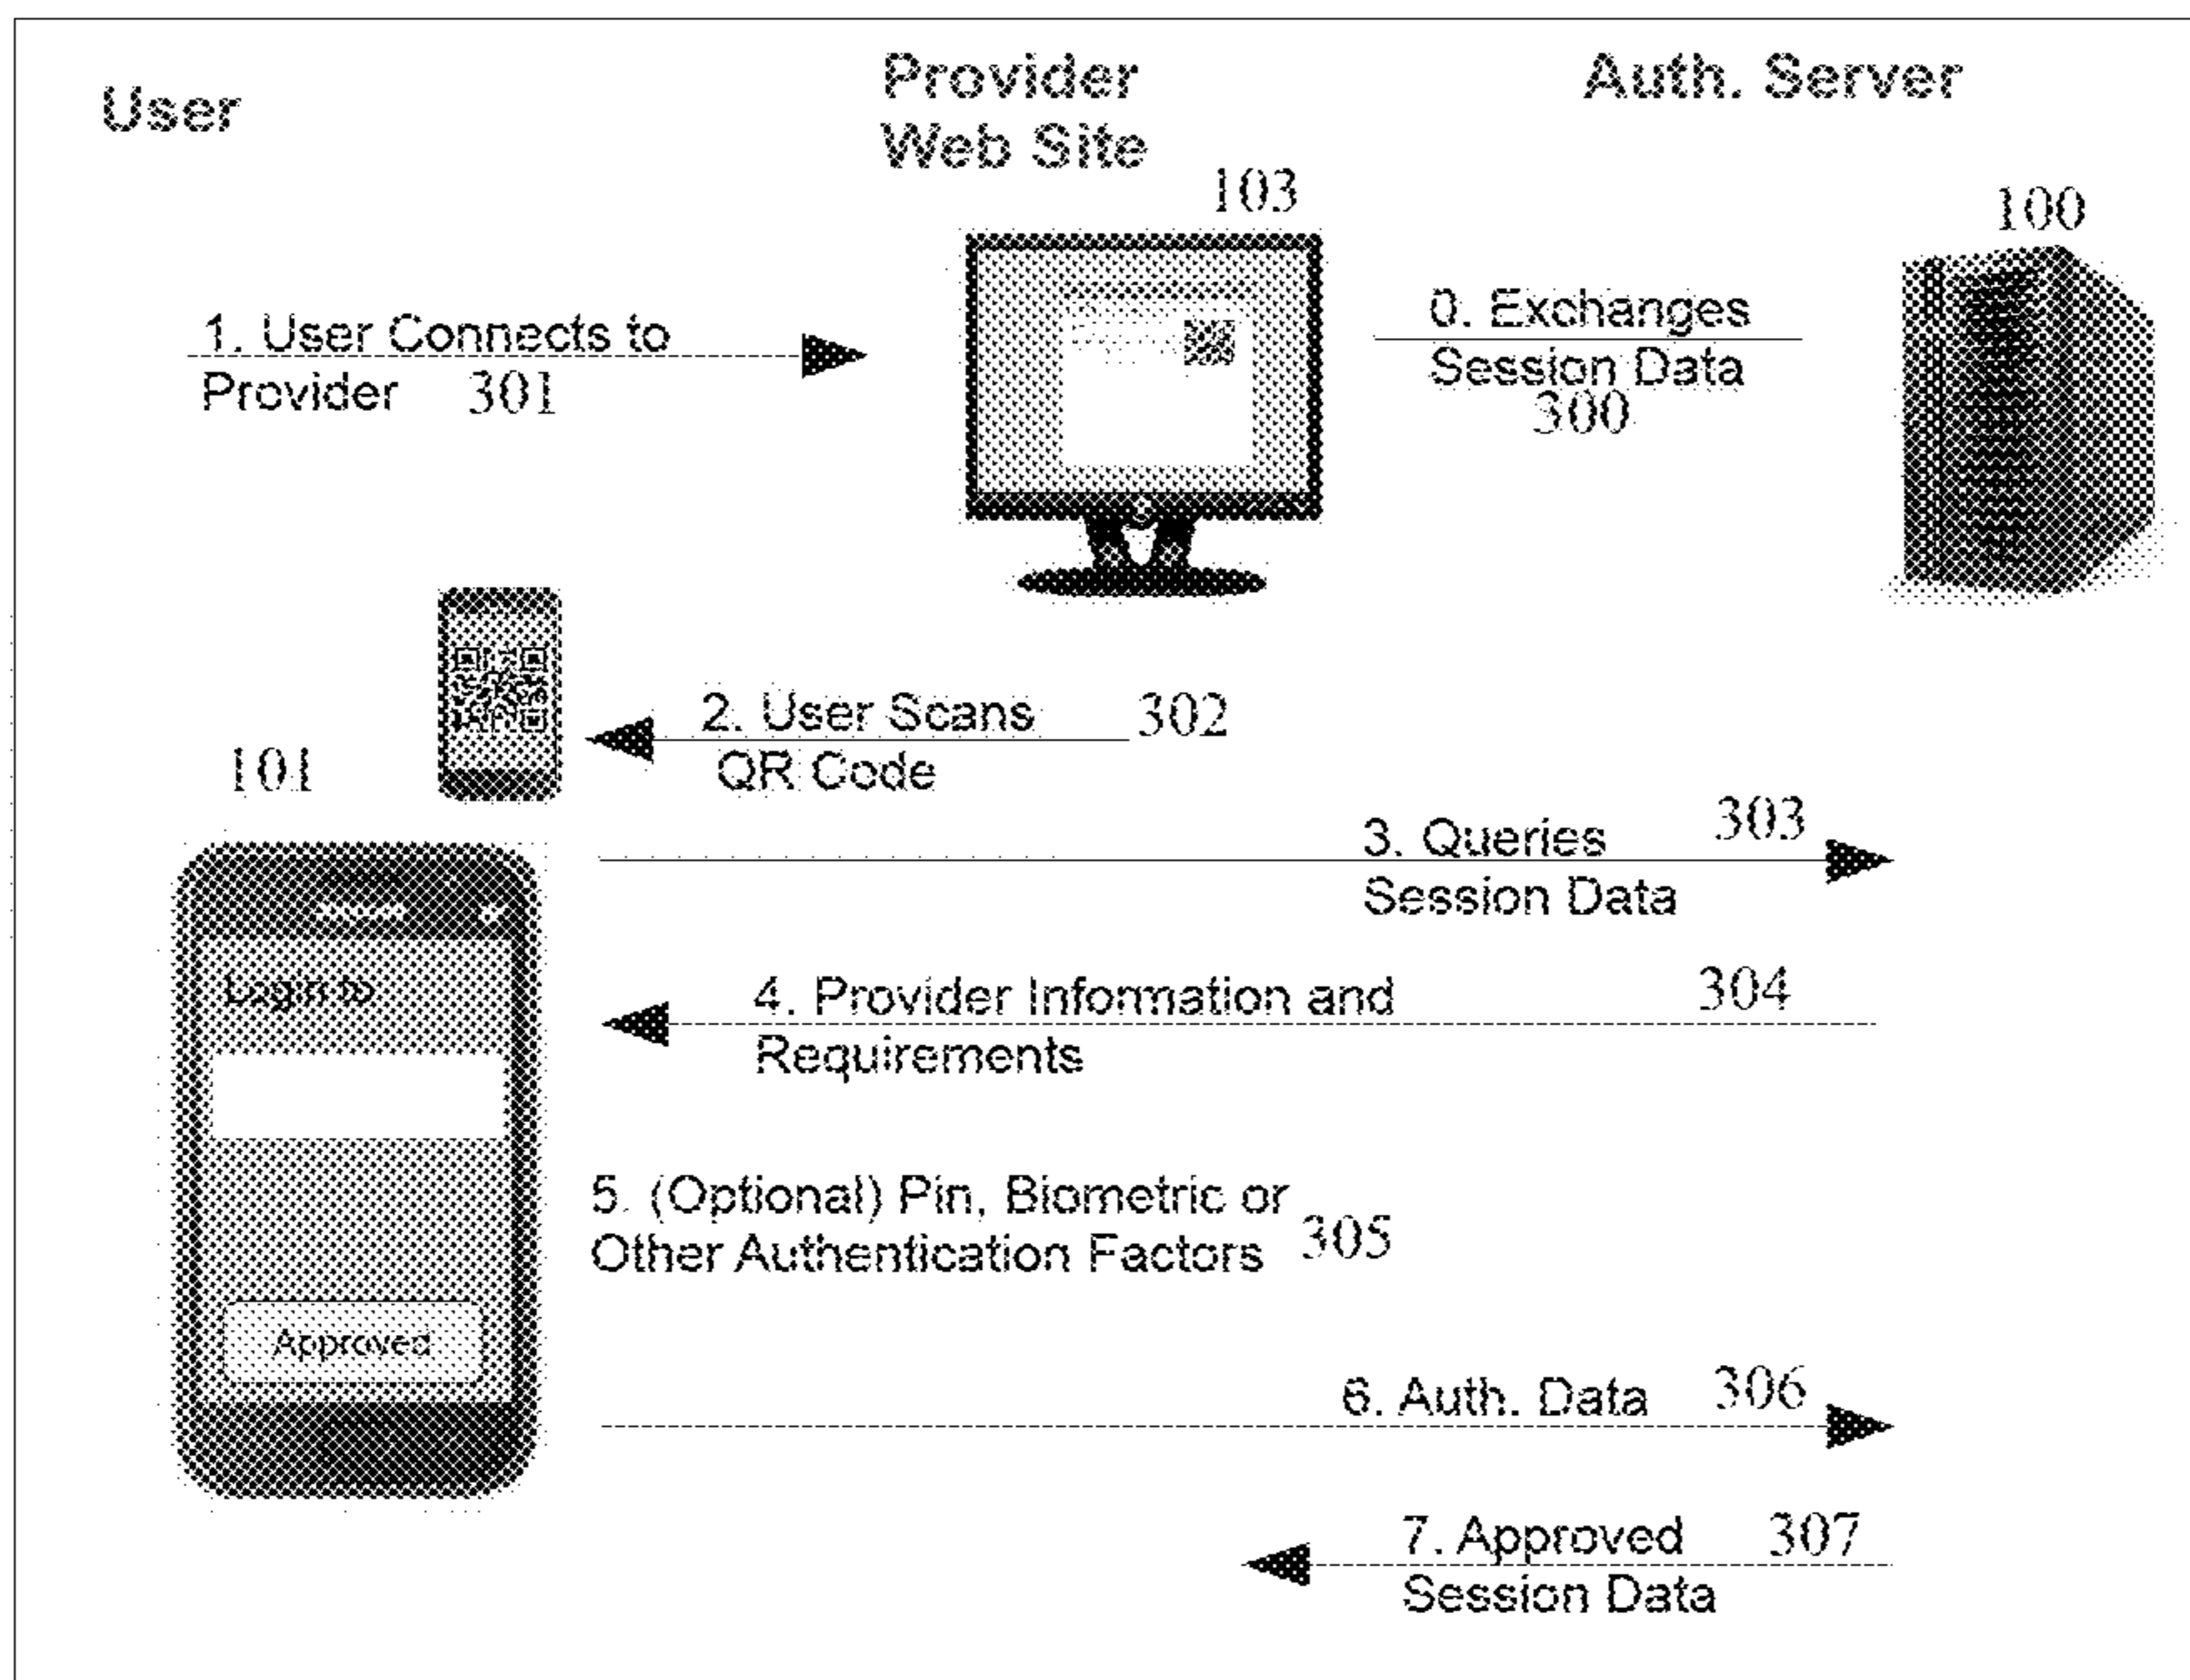 User
Provider
Web Site
Auth. Server
103
100
1. User Connects to
Provider 301
0. Exchanges
Session Data
300
2. User Scans 302
QR Code
101
3. Queries 303
Session Data
Login to
4. Provider Information and 304
Requirements
5. (Optional) Pin, Biometric or
Other Authentication Factors 305
Approved
6. Auth. Data 306
7. Approved 307
Session Data